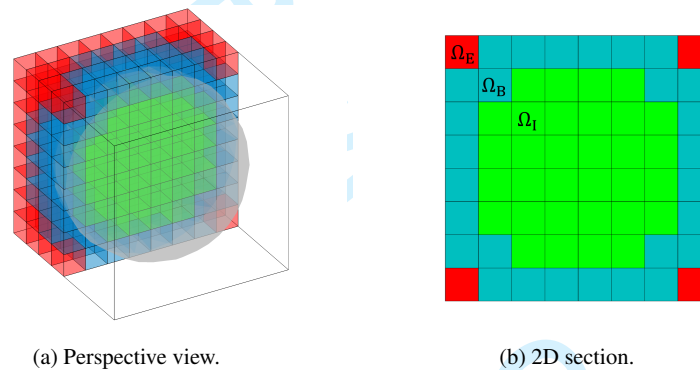 Ω_E
Ω_B
Ω_I
(a) Perspective view.
(b) 2D section.